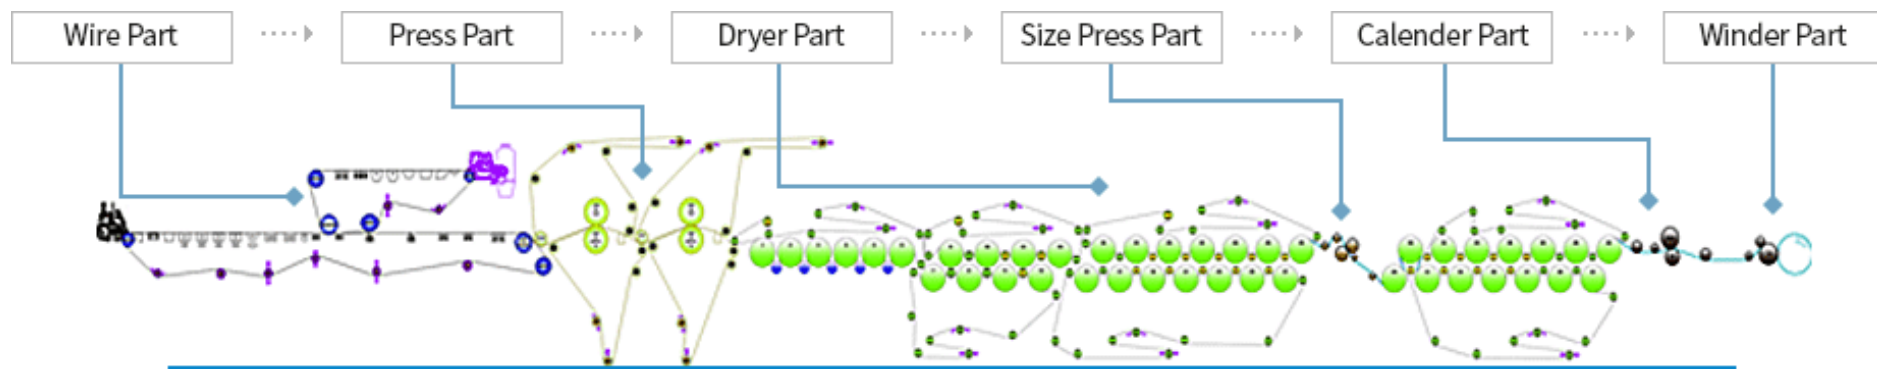 Wire Part
Press Part
Dryer Part
Size Press Part
Calender Part
Winder Part